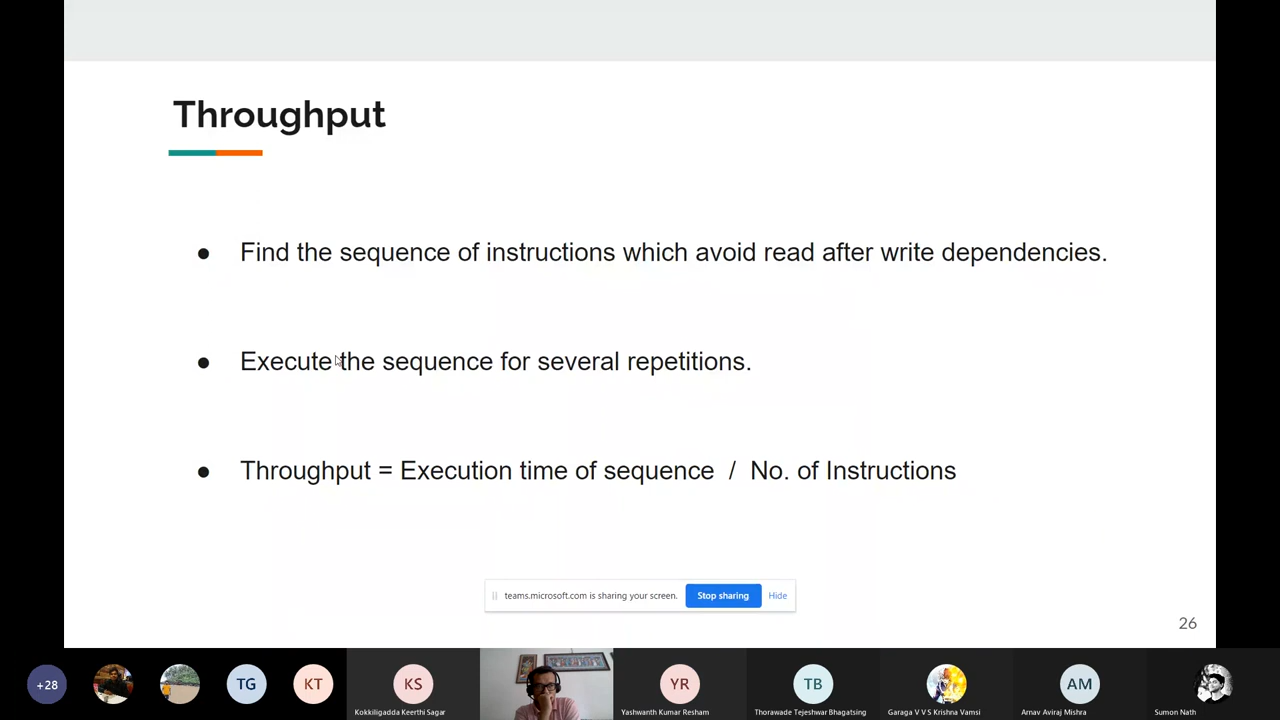 Throughput
● Find the sequence of instructions which avoid read after write dependencies.
● Execute the sequence for several repetitions.
● Throughput = Execution time of sequence / No. of Instructions
teams.microsoft.com is sharing your screen. Stop sharing Hide
26
+28 TG KT KS YR TB AM
Kokkiligadda Keerthi Sagar Yashwanth Kumar Resham Thorawade Tejeshwar Bhagatsing Garaga V V S Krishna Vamsi Arnav Aviraj Mishra Sumon Nath